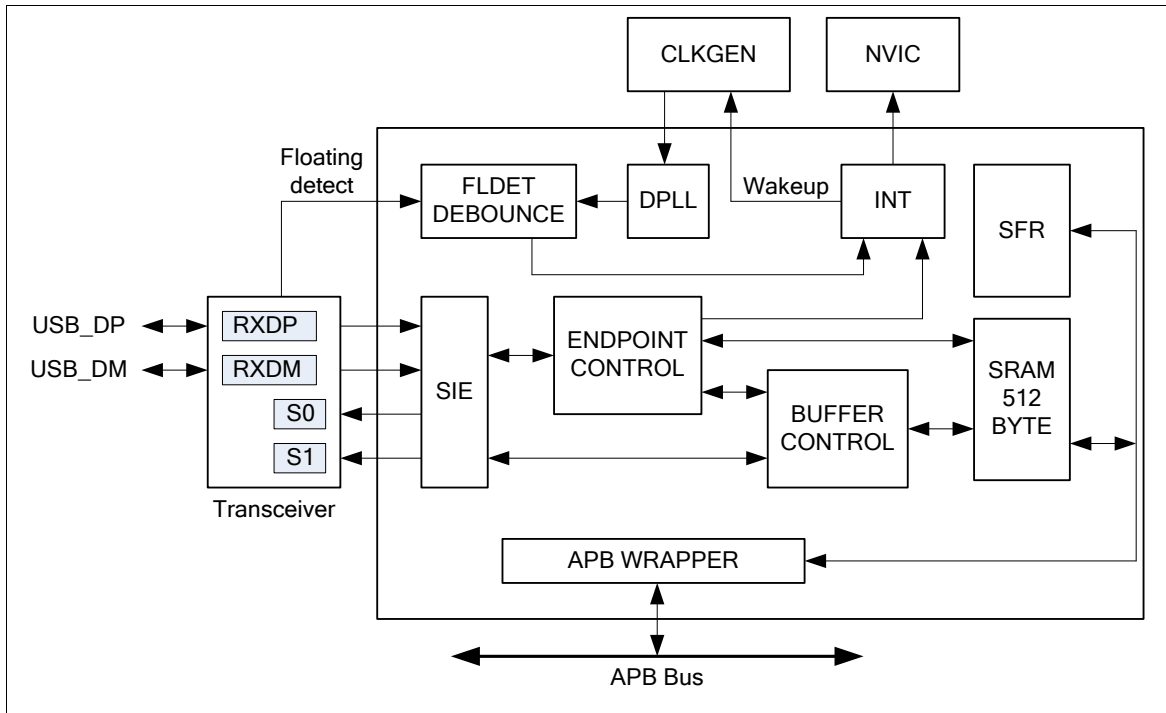 CLKGEN
NVIC
Floating
detect
FLDET
DEBOUNCE
DPLL
Wakeup
INT
SFR
USB_DP
RXDP
USB_DM
RXDM
S0
S1
Transceiver
SIE
ENDPOINT
CONTROL
BUFFER
CONTROL
SRAM
512
BYTE
APB WRAPPER
APB Bus